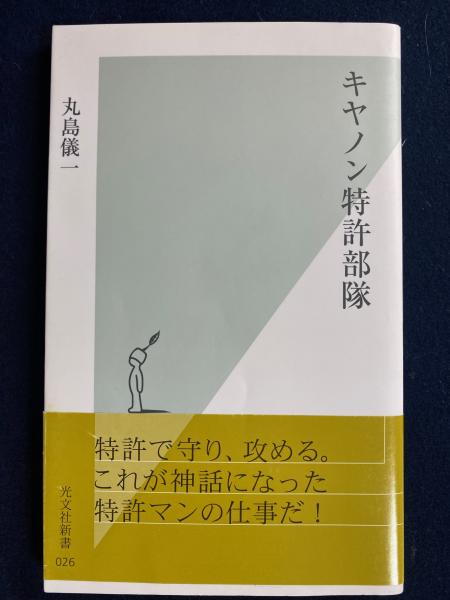 キヤノン特許部隊
丸島儀一
特許で守り、攻める。
これが神話になった
特許マンの仕事だ！
光文社新書
026